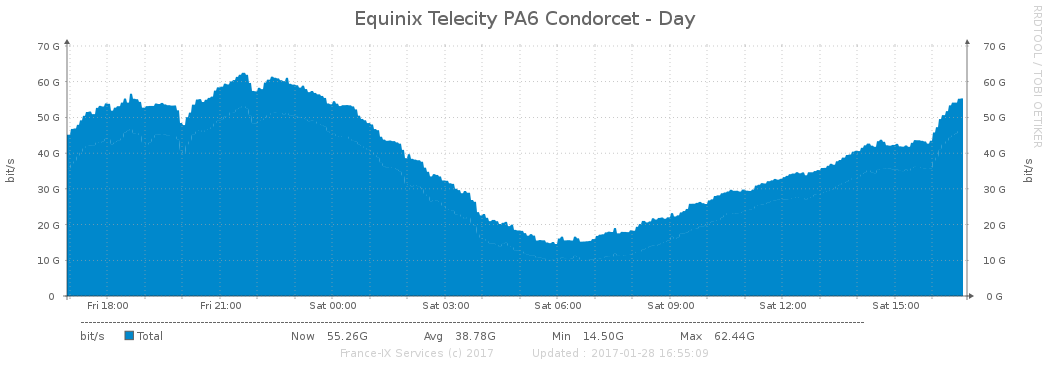 Equinix Telecity PA6 Condorcet - Day
RRDTOOL / TOBI OETIKER
70 G 70 G
60 G 60 G
50 G 50 G
40 G 40 G
30 G 30 G
20 G 20 G
10 G 10 G
0 0 G
bit/s bit/s
Fri 18:00 Fri 21:00 Sat 00:00 Sat 03:00 Sat 06:00 Sat 09:00 Sat 12:00 Sat 15:00
bit/s Total Now 55.26G Avg 38.78G Min 14.50G Max 62.44G
France-IX Services (c) 2017 Updated : 2017-01-28 16:55:09